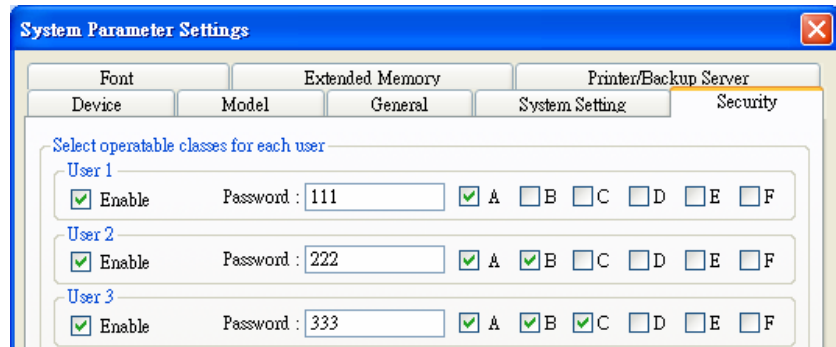 System Parameter Settings
Font Extended Memory Printer/Backup Server
Device Model General System Setting Security
Select operatable classes for each user
User 1
Enable Password : 111 A B C D E F
User 2
Enable Password : 222 A B C D E F
User 3
Enable Password : 333 A B C D E F